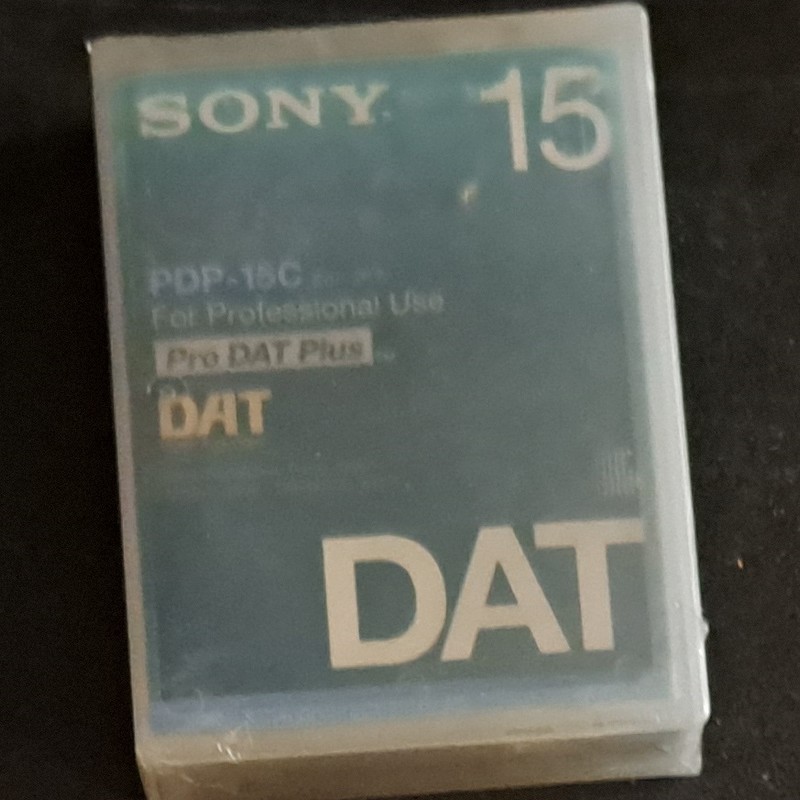 SONY 15
PDP-15C
For Professional Use
Pro DAT Plus
DAT
DAT